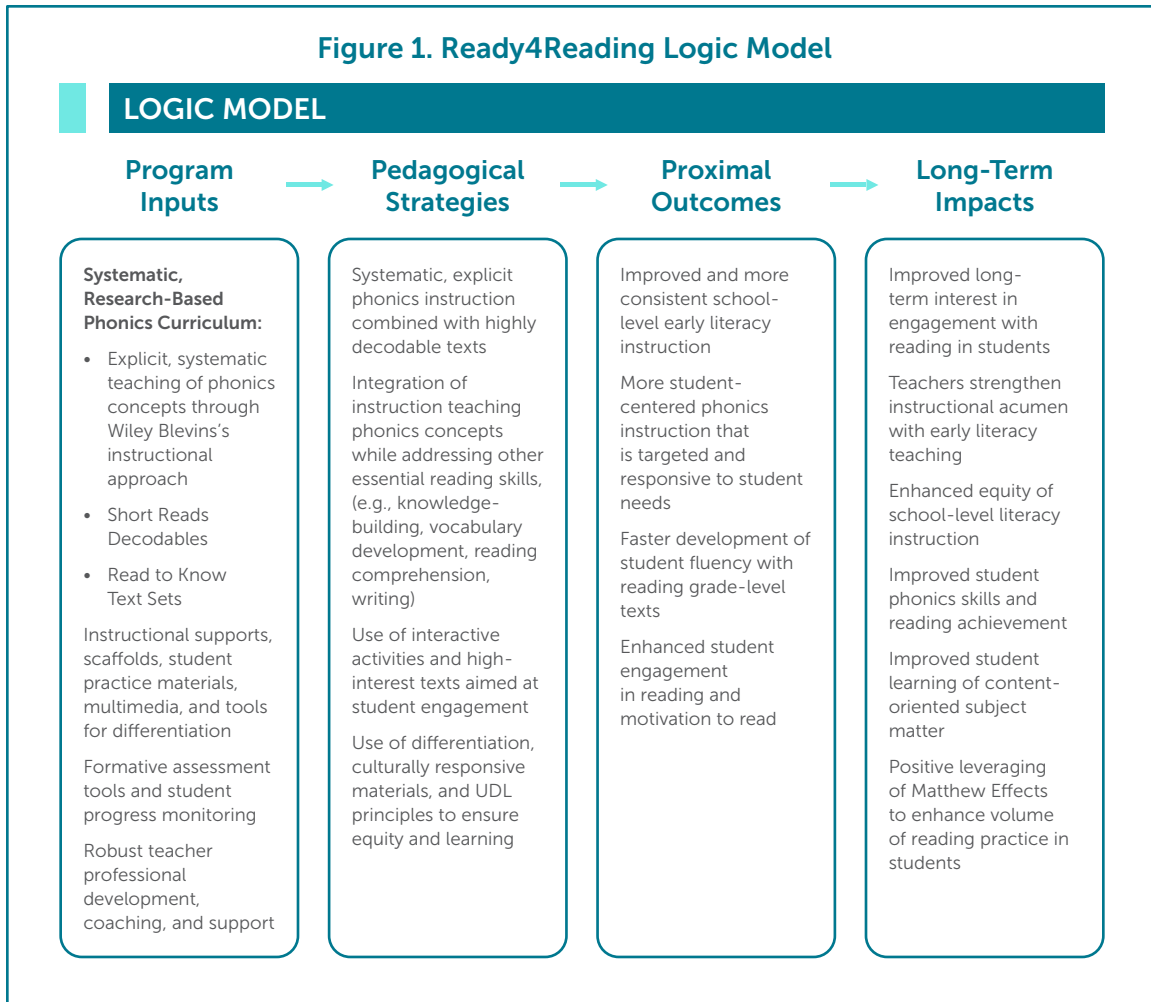 Figure 1. Ready4Reading Logic Model
LOGIC MODEL
Program
Inputs
Pedagogical
Strategies
Proximal
Outcomes
Long-Term
Impacts
Systematic,
Research-Based
Phonics Curriculum:
• Explicit, systematic
teaching of phonics
concepts through
Wiley Blevins's
instructional
approach
• Short Reads
Decodables
• Read to Know
Text Sets
Instructional supports,
scaffolds, student
practice materials,
multimedia, and tools
for differentiation
Formative assessment
tools and student
progress monitoring
Robust teacher
professional
development,
coaching, and support
Systematic, explicit
phonics instruction
combined with highly
decodable texts
Integration of
instruction teaching
phonics concepts
while addressing other
essential reading skills,
(e.g., knowledge-
building, vocabulary
development, reading
comprehension,
writing)
Use of interactive
activities and high-
interest texts aimed at
student engagement
Use of differentiation,
culturally responsive
materials, and UDL
principles to ensure
equity and learning
Improved and more
consistent school-
level early literacy
instruction
More student-
centered phonics
instruction that
is targeted and
responsive to student
needs
Faster development of
student fluency with
reading grade-level
texts
Enhanced student
engagement
in reading and
motivation to read
Improved long-
term interest in
engagement with
reading in students
Teachers strengthen
instructional acumen
with early literacy
teaching
Enhanced equity of
school-level literacy
instruction
Improved student
phonics skills and
reading achievement
Improved student
learning of content-
oriented subject
matter
Positive leveraging
of Matthew Effects
to enhance volume
of reading practice in
students